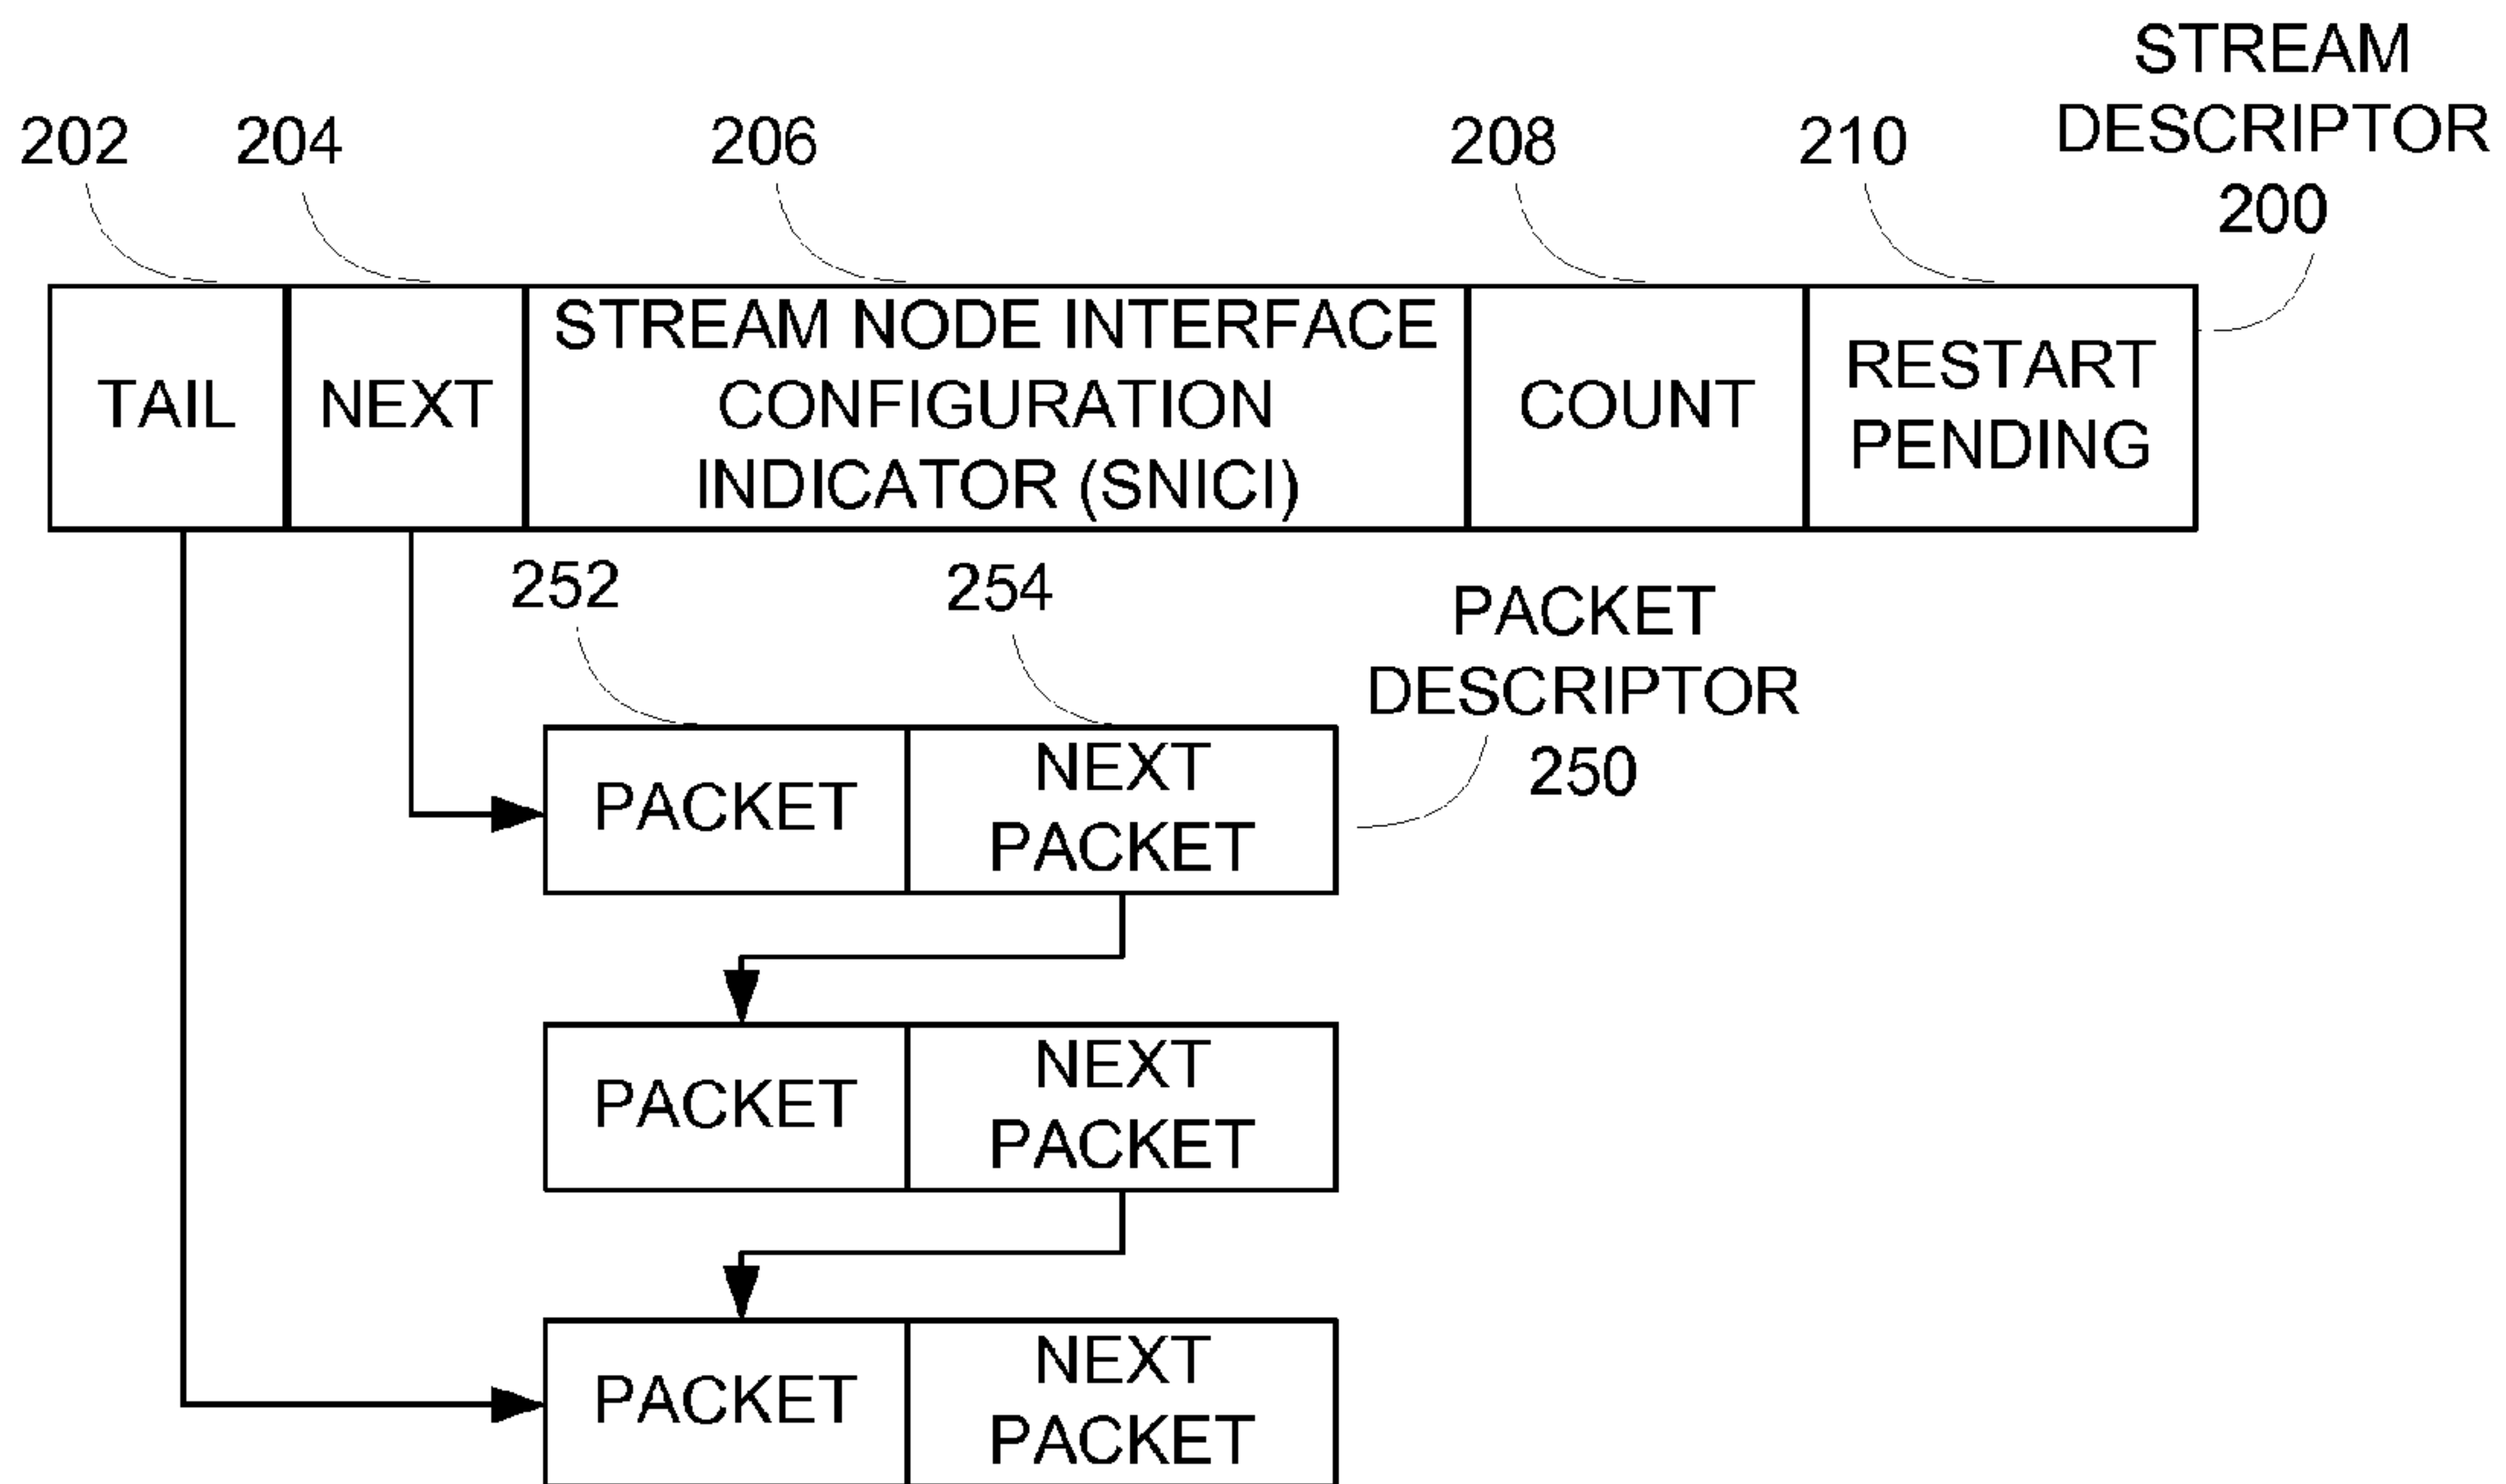 STREAM
DESCRIPTOR
200
202 204 206 208 210
TAIL
NEXT
STREAM NODE INTERFACE
CONFIGURATION
INDICATOR (SNICI)
COUNT
RESTART
PENDING
252 254
PACKET
DESCRIPTOR
250
PACKET
NEXT
PACKET
PACKET
NEXT
PACKET
PACKET
NEXT
PACKET